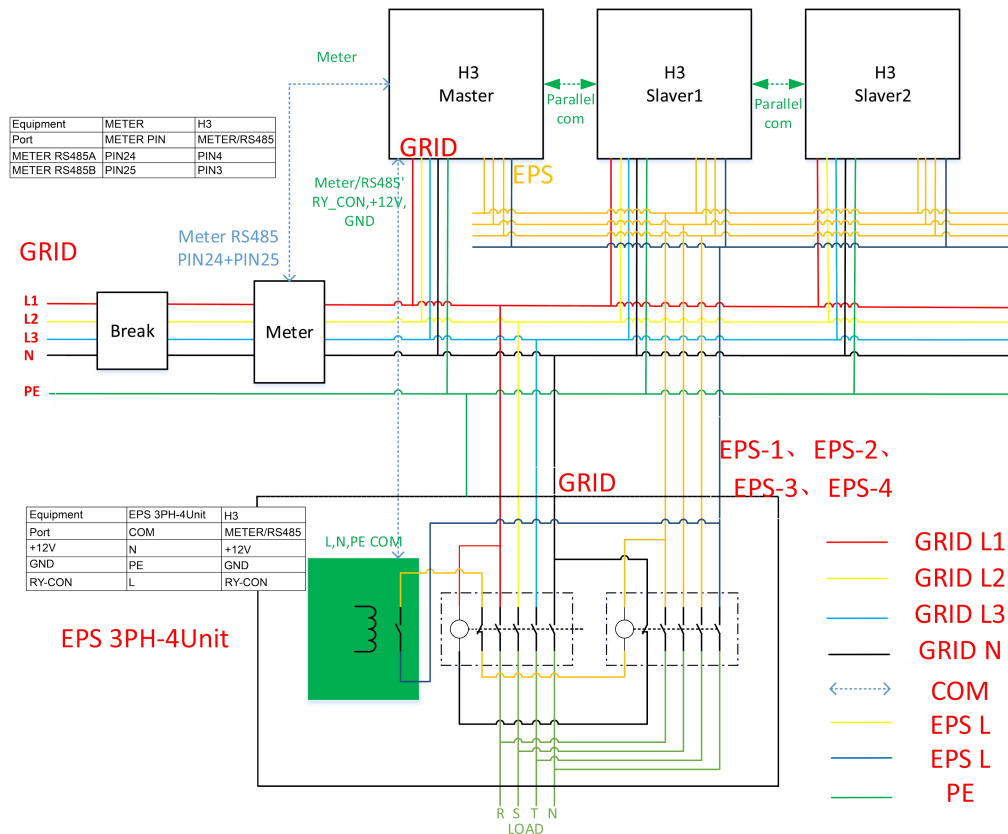 Meter
H3
Master
H3
Slaver1
H3
Slaver2
Parallel
com
Parallel
com
Equipment METER H3
Port METER PIN METER/RS485
METER RS485A PIN24 PIN4
METER RS485B PIN25 PIN3
GRID
EPS
Meter/RS485'
RY_CON,+12V,
GND
Meter RS485
PIN24+PIN25
GRID
L1
L2
L3
N
PE
Break
Meter
EPS-1、 EPS-2、
EPS-3、 EPS-4
GRID
Equipment EPS 3PH-4Unit H3
Port COM METER/RS485
+12V N +12V
GND PE GND
RY-CON L RY-CON
L,N,PE COM
EPS 3PH-4Unit
GRID L1
GRID L2
GRID L3
GRID N
COM
EPS L
EPS L
PE
R S T N
LOAD